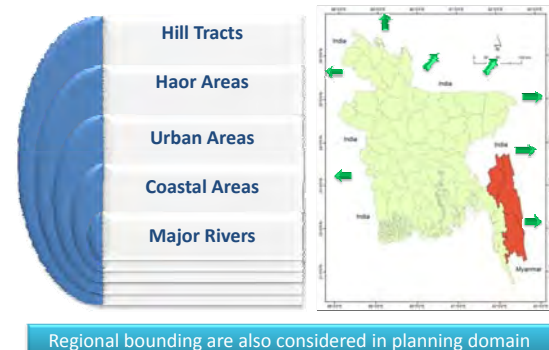 Hill Tracts
Haor Areas
Urban Areas
Coastal Areas
Major Rivers
India
India
India
India
India
Myanmar
Regional bounding are also considered in planning domain